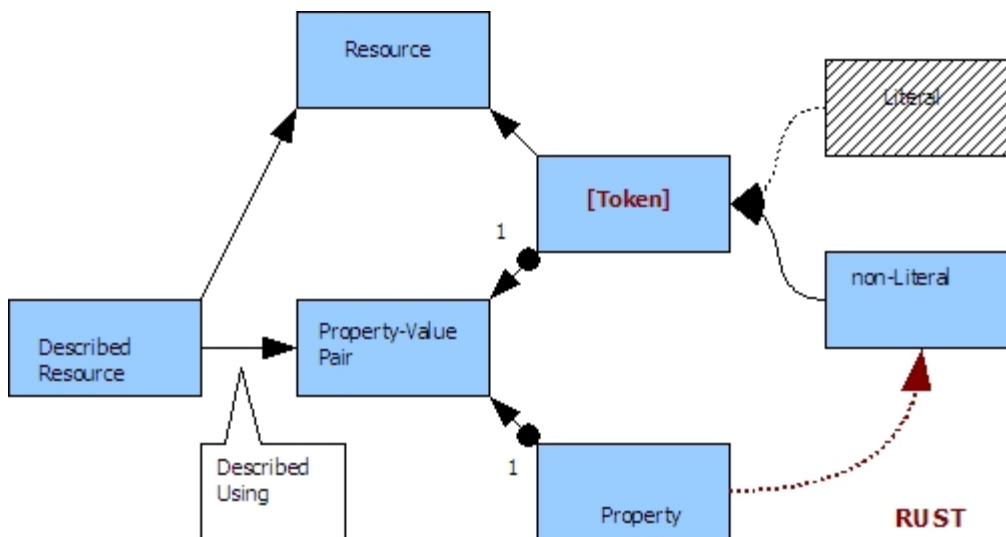 Resource
Literal
[Token]
1
non-Literal
Described
Resource
Property-Value
Pair
Described
Using
1
Property
RUST